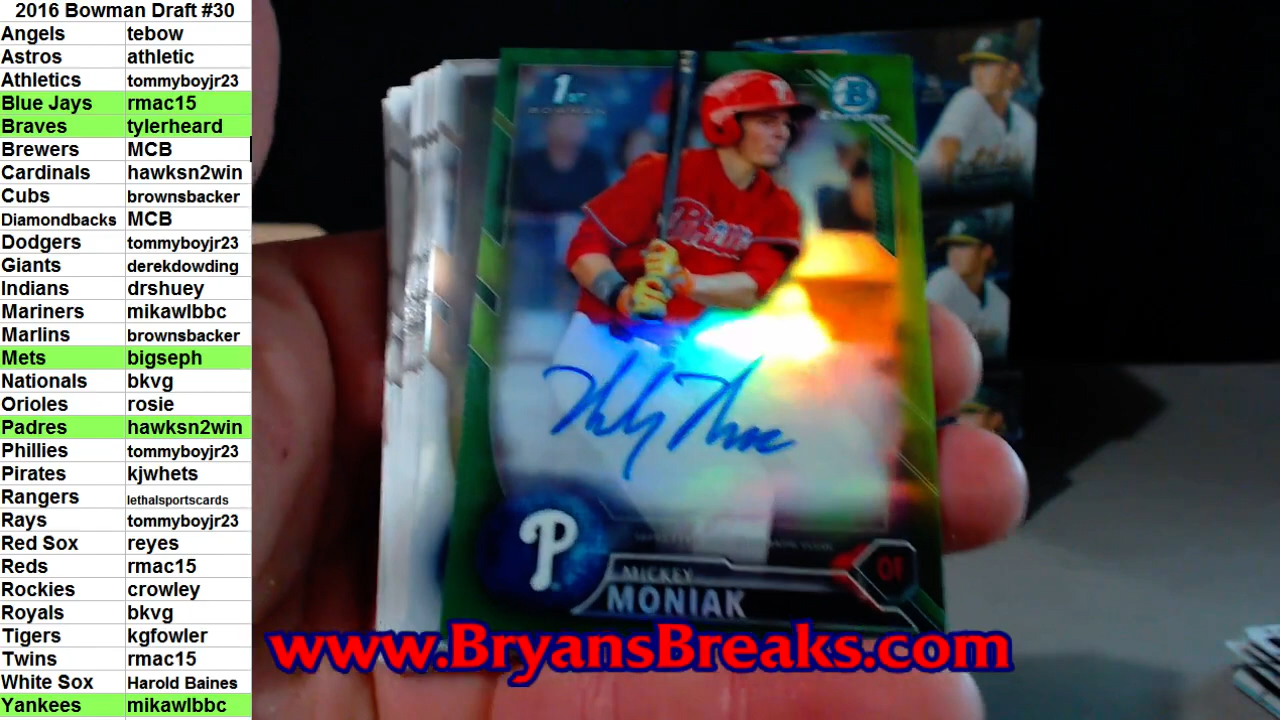 2016 Bowman Draft #30
Angels tebow
Astros athletic
Athletics tommyboyjr23
Blue Jays rmac15
Braves tylerheard
Brewers MCB
Cardinals hawksn2win
Cubs brownsbacker
Diamondbacks MCB
Dodgers tommyboyjr23
Giants derekdowding
Indians drshuey
Mariners mikawlbbc
Marlins brownsbacker
Mets bigseph
Nationals bkvg
Orioles rosie
Padres hawksn2win
Phillies tommyboyjr23
Pirates kjwhets
Rangers lethalsportscards
Rays tommyboyjr23
Red Sox reyes
Reds rmac15
Rockies crowley
Royals bkvg
Tigers kgfowler
Twins rmac15
White Sox Harold Baines
Yankees mikawlbbc
1ST
BOWMAN
B
Chrome
P
MICKEY
MONIAK
OF
www.BryansBreaks.com